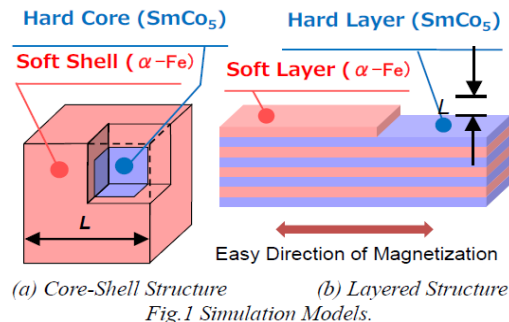 Hard Core (SmCo₅)
Soft Shell (α-Fe)
L
Hard Layer (SmCo₅)
Soft Layer (α-Fe)
L
Easy Direction of Magnetization
(a) Core-Shell Structure
(b) Layered Structure
Fig.1 Simulation Models.